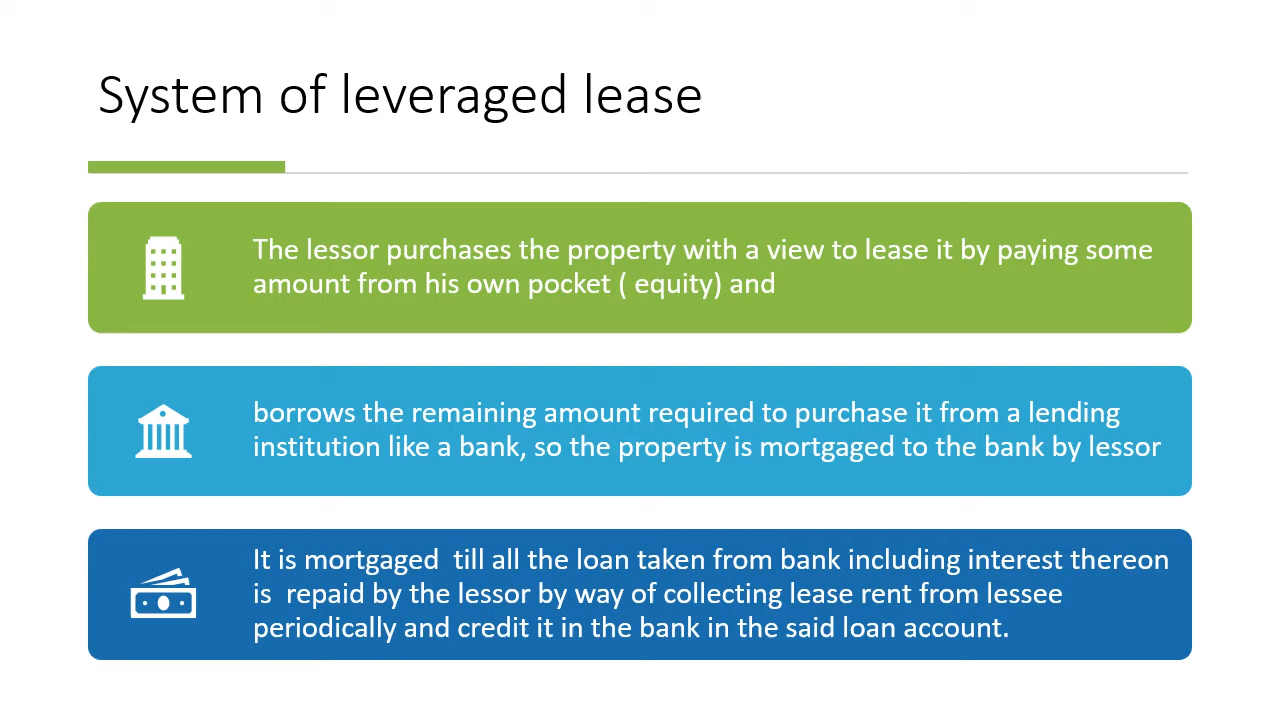 System of leveraged lease
The lessor purchases the property with a view to lease it by paying some
amount from his own pocket ( equity) and
borrows the remaining amount required to purchase it from a lending
institution like a bank, so the property is mortgaged to the bank by lessor
It is mortgaged  till all the loan taken from bank including interest thereon
is  repaid by the lessor by way of collecting lease rent from lessee
periodically and credit it in the bank in the said loan account.